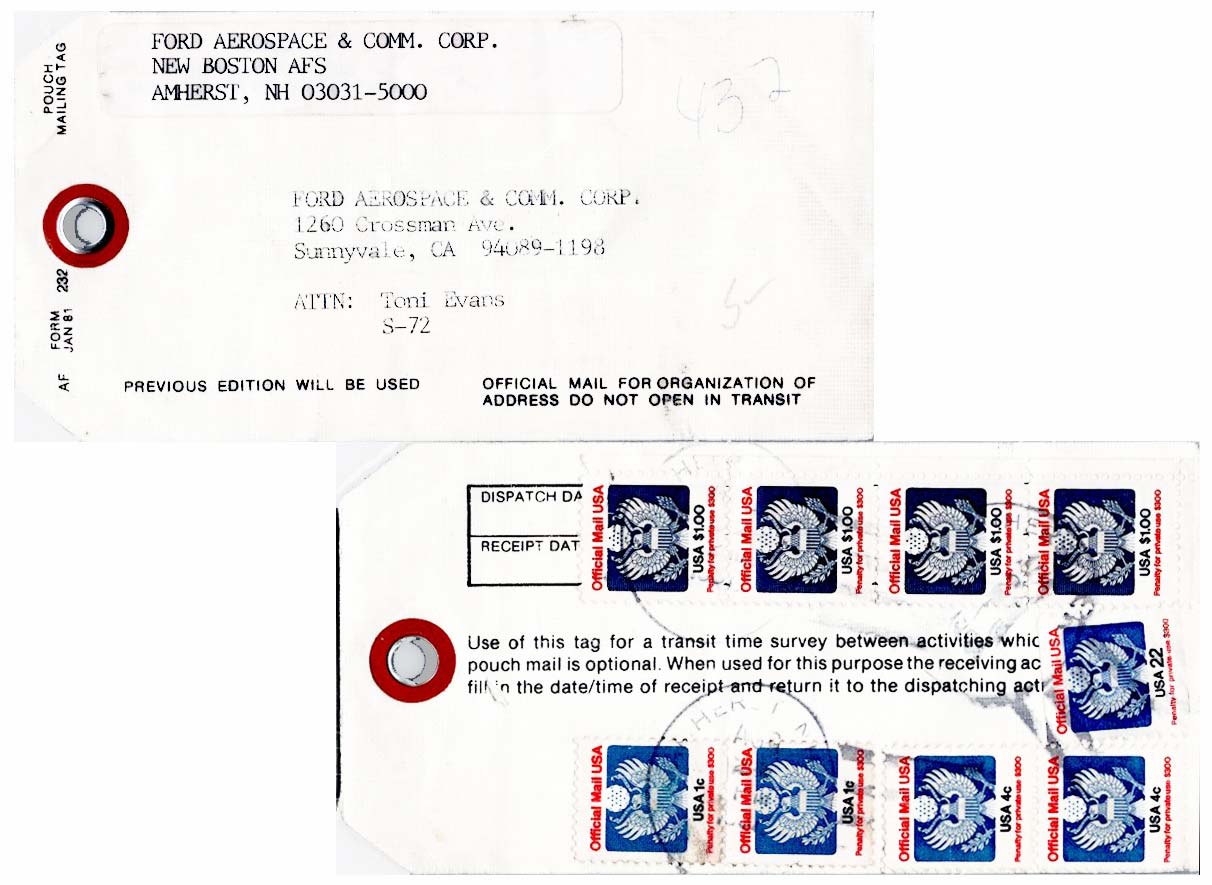 POUCH
MAILING TAG
FORD AEROSPACE & COMM. CORP.
NEW BOSTON AFS
AMHERST, NH 03031-5000
432
FORD AEROSPACE & COMM. CORP.
1260 Crossman Ave.
Sunnyvale, CA 94089-1198
ATTN: Toni Evans
S-72
AF FORM 232
JAN 81
PREVIOUS EDITION WILL BE USED
OFFICIAL MAIL FOR ORGANIZATION OF
ADDRESS DO NOT OPEN IN TRANSIT
DISPATCH DA
RECEIPT DAT
Official Mail USA
USA $1.00
Penalty for private use $300
Official Mail USA
USA $1.00
Penalty for private use $300
Official Mail USA
USA $1.00
Penalty for private use $300
Official Mail USA
USA $1.00
Penalty for private use $300
Use of this tag for a transit time survey between activities whic
pouch mail is optional. When used for this purpose the receiving ac
fill in the date/time of receipt and return it to the dispatching acti
Official Mail USA
USA 22
Penalty for private use $300
Official Mail USA
USA 1c
Penalty for private use $300
Official Mail USA
USA 1c
Penalty for private use $300
Official Mail USA
USA 4c
Penalty for private use $300
Official Mail USA
USA 4c
Penalty for private use $300